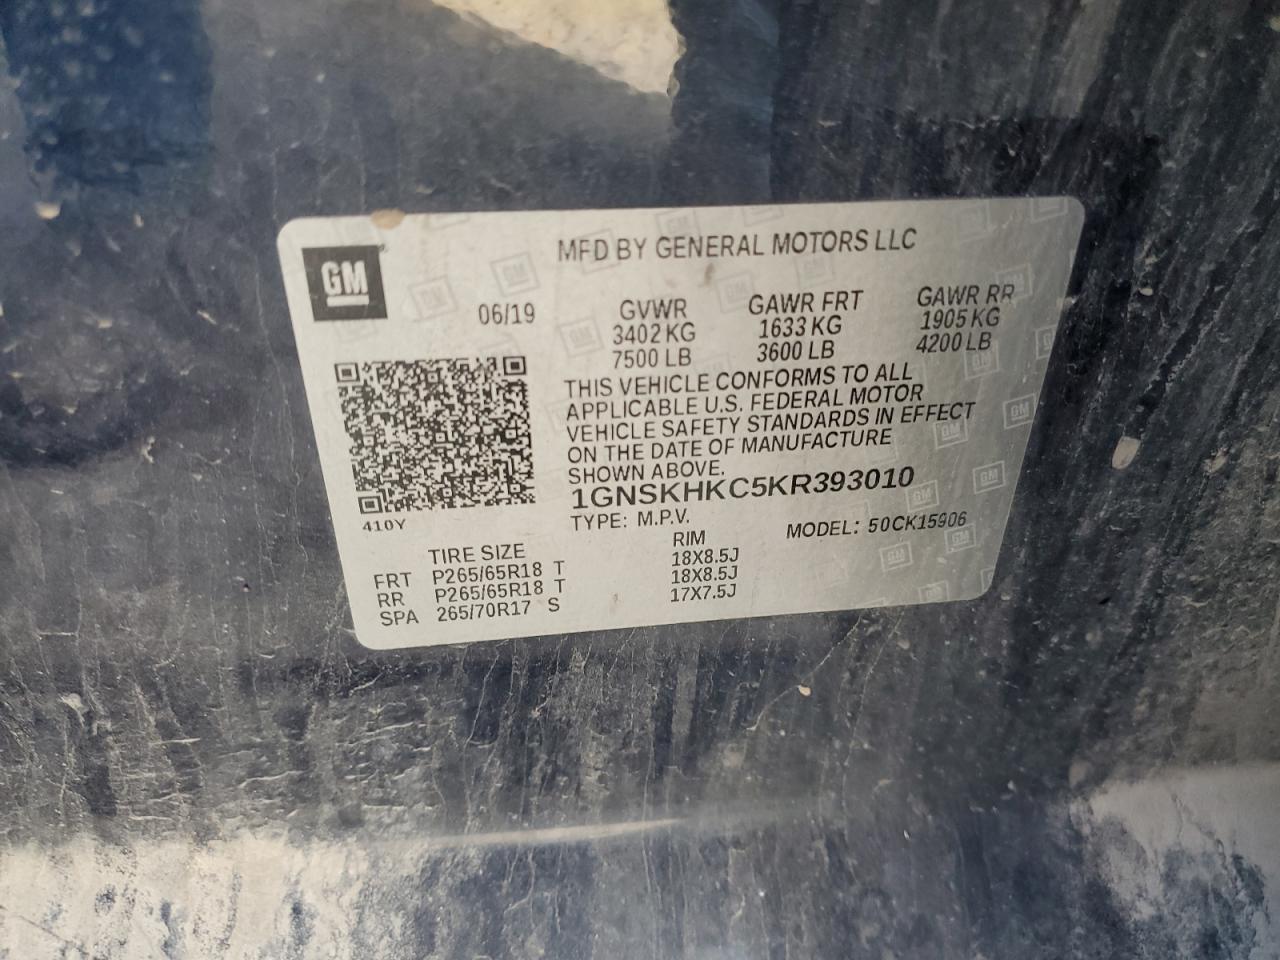 GM
MFD BY GENERAL MOTORS LLC
06/19
GVWR GAWR FRT GAWR RR
3402 KG 1633 KG 1905 KG
7500 LB 3600 LB 4200 LB
THIS VEHICLE CONFORMS TO ALL
APPLICABLE U.S. FEDERAL MOTOR
VEHICLE SAFETY STANDARDS IN EFFECT
ON THE DATE OF MANUFACTURE
SHOWN ABOVE.
1GNSKHKC5KR393010
410Y
TYPE: M.P.V. MODEL: 50CK15906
TIRE SIZE RIM
FRT P265/65R18 T 18X8.5J
RR P265/65R18 T 18X8.5J
SPA 265/70R17 S 17X7.5J